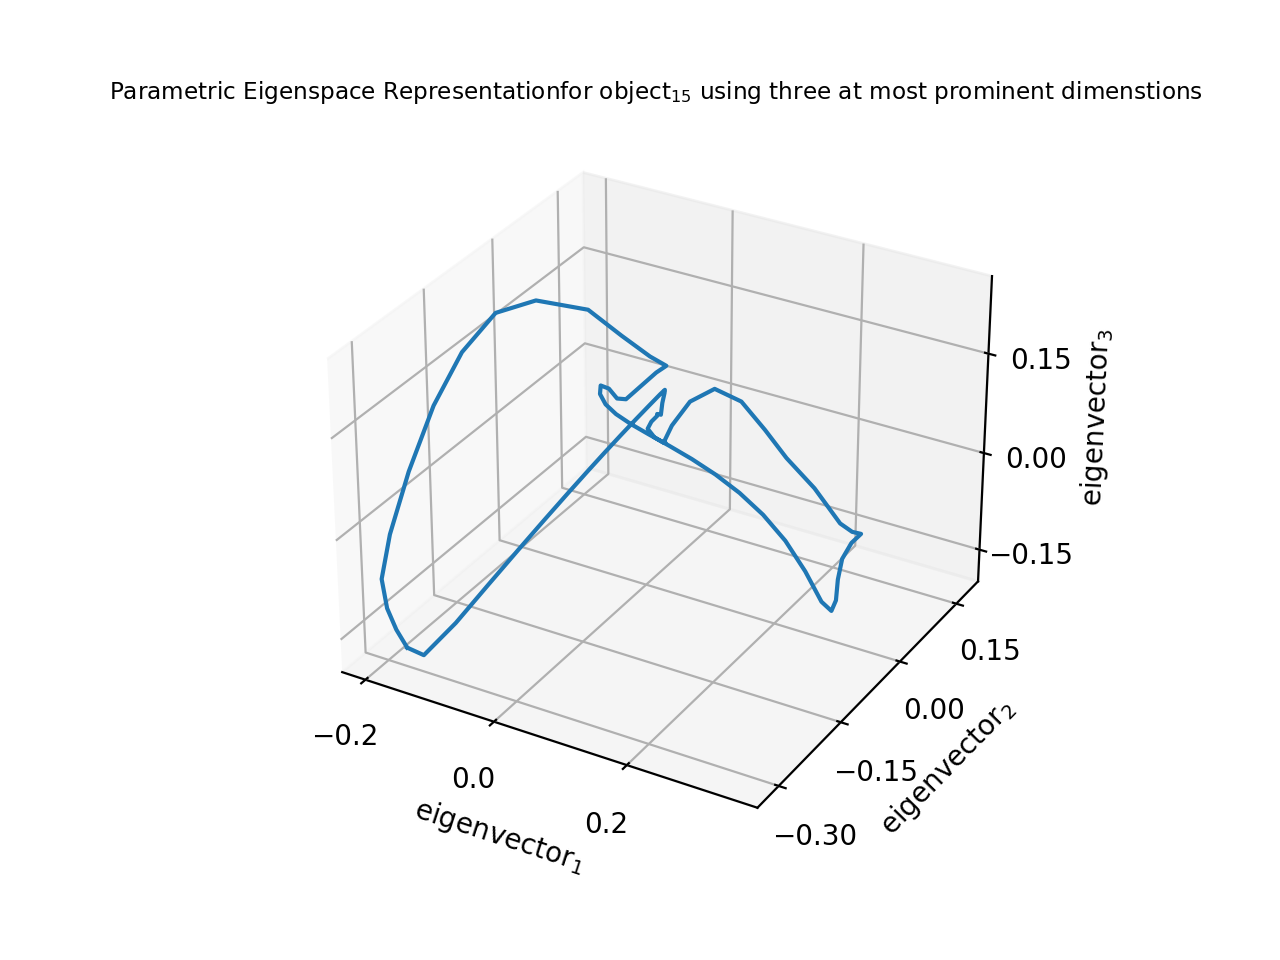 Parametric Eigenspace Representationfor object₁₅ using three at most prominent dimenstions
0.15
0.00
−0.15
eigenvector₃
0.15
0.00
−0.15
−0.30
eigenvector₂
−0.2
0.0
0.2
eigenvector₁